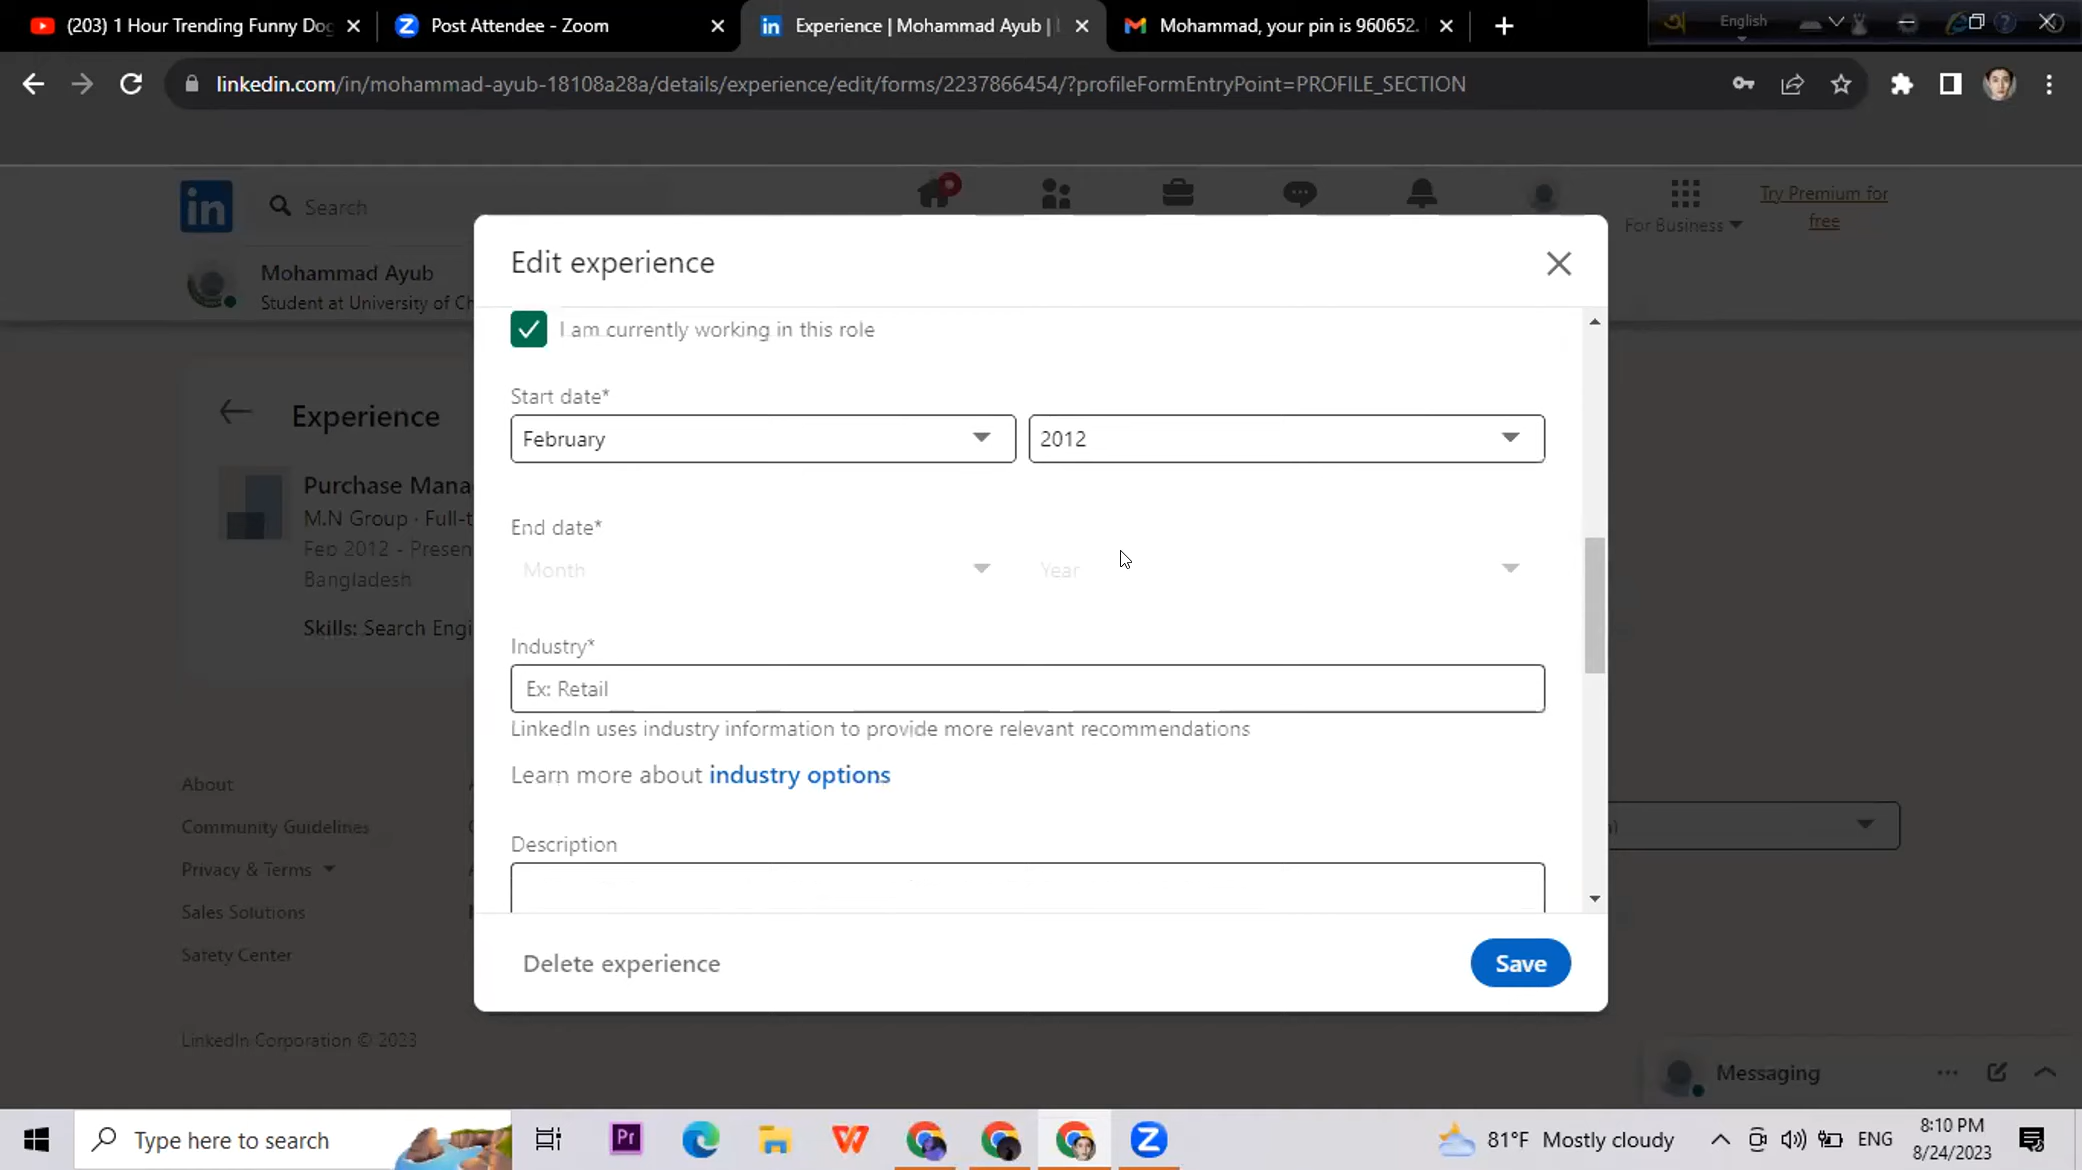 (203) 1 Hour Trending Funny Dog
Post Attendee - Zoom
in
Experience | Mohammad Ayub |
Mohammad, your pin is 960652.
English
linkedin.com/in/mohammad-ayub-18108a28a/details/experience/edit/forms/2237866454/?profileFormEntryPoint=PROFILE_SECTION
in
Search
For Business
Try Premium for
free
Mohammad Ayub
Student at University of Ch
Edit experience
I am currently working in this role
Start date*
February
2012
Experience
Purchase Mana
M.N Group · Full-t
Feb 2012 - Presen
Bangladesh
Skills: Search Engi
End date*
Month
Year
Industry*
Ex: Retail
LinkedIn uses industry information to provide more relevant recommendations
Learn more about industry options
Description
About
Community Guidelines
Privacy & Terms
Sales Solutions
Safety Center
Delete experience
Save
LinkedIn Corporation © 2023
Messaging
Type here to search
Pr
81°F Mostly cloudy
ENG
8:10 PM
8/24/2023